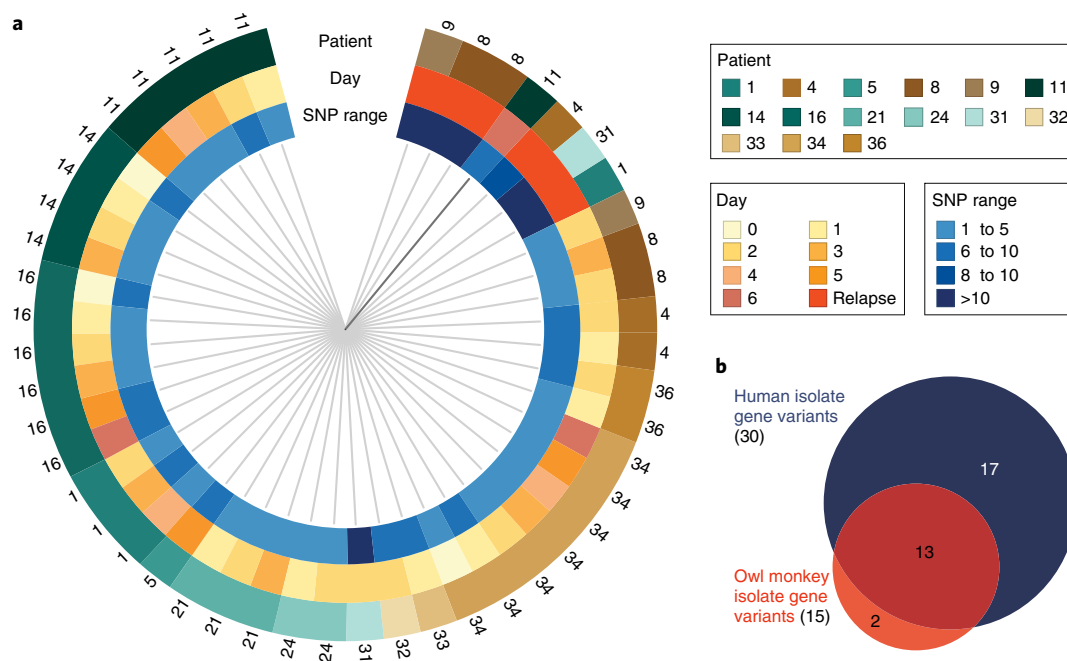 a
Patient
Day
SNP range
9
8
8
11
4
31
1
9
8
8
4
4
36
36
34
34
34
34
34
34
34
33
32
31
24
24
21
21
21
5
1
1
16
16
16
16
16
16
14
14
14
11
11
11
11
11
Patient
1 4 5 8 9 11
14 16 21 24 31 32
33 34 36
Day
0 1
2 3
4 5
6 Relapse
SNP range
1 to 5
6 to 10
8 to 10
>10
b
Human isolate
gene variants
(30)
17
13
Owl monkey
isolate gene
variants (15)
2